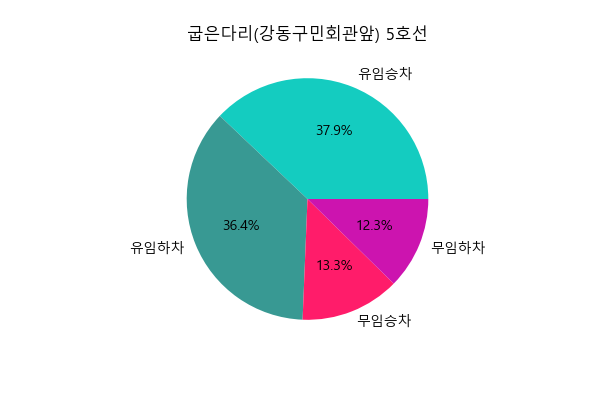 굽은다리(강동구민회관앞) 5호선
유임승차
37.9%
36.4%
12.3%
유임하차
무임하차
13.3%
무임승차